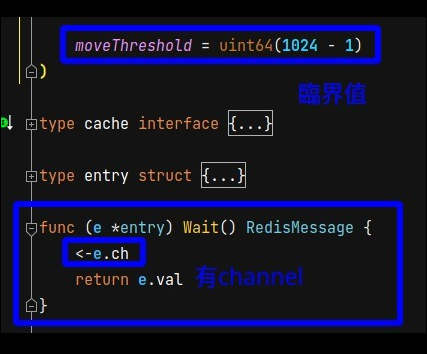 moveThreshold = uint64(1024 - 1)
)
臨界值
type cache interface {...}
type entry struct {...}
func (e *entry) Wait() RedisMessage {
<-e.ch
return e.val 有channel
}